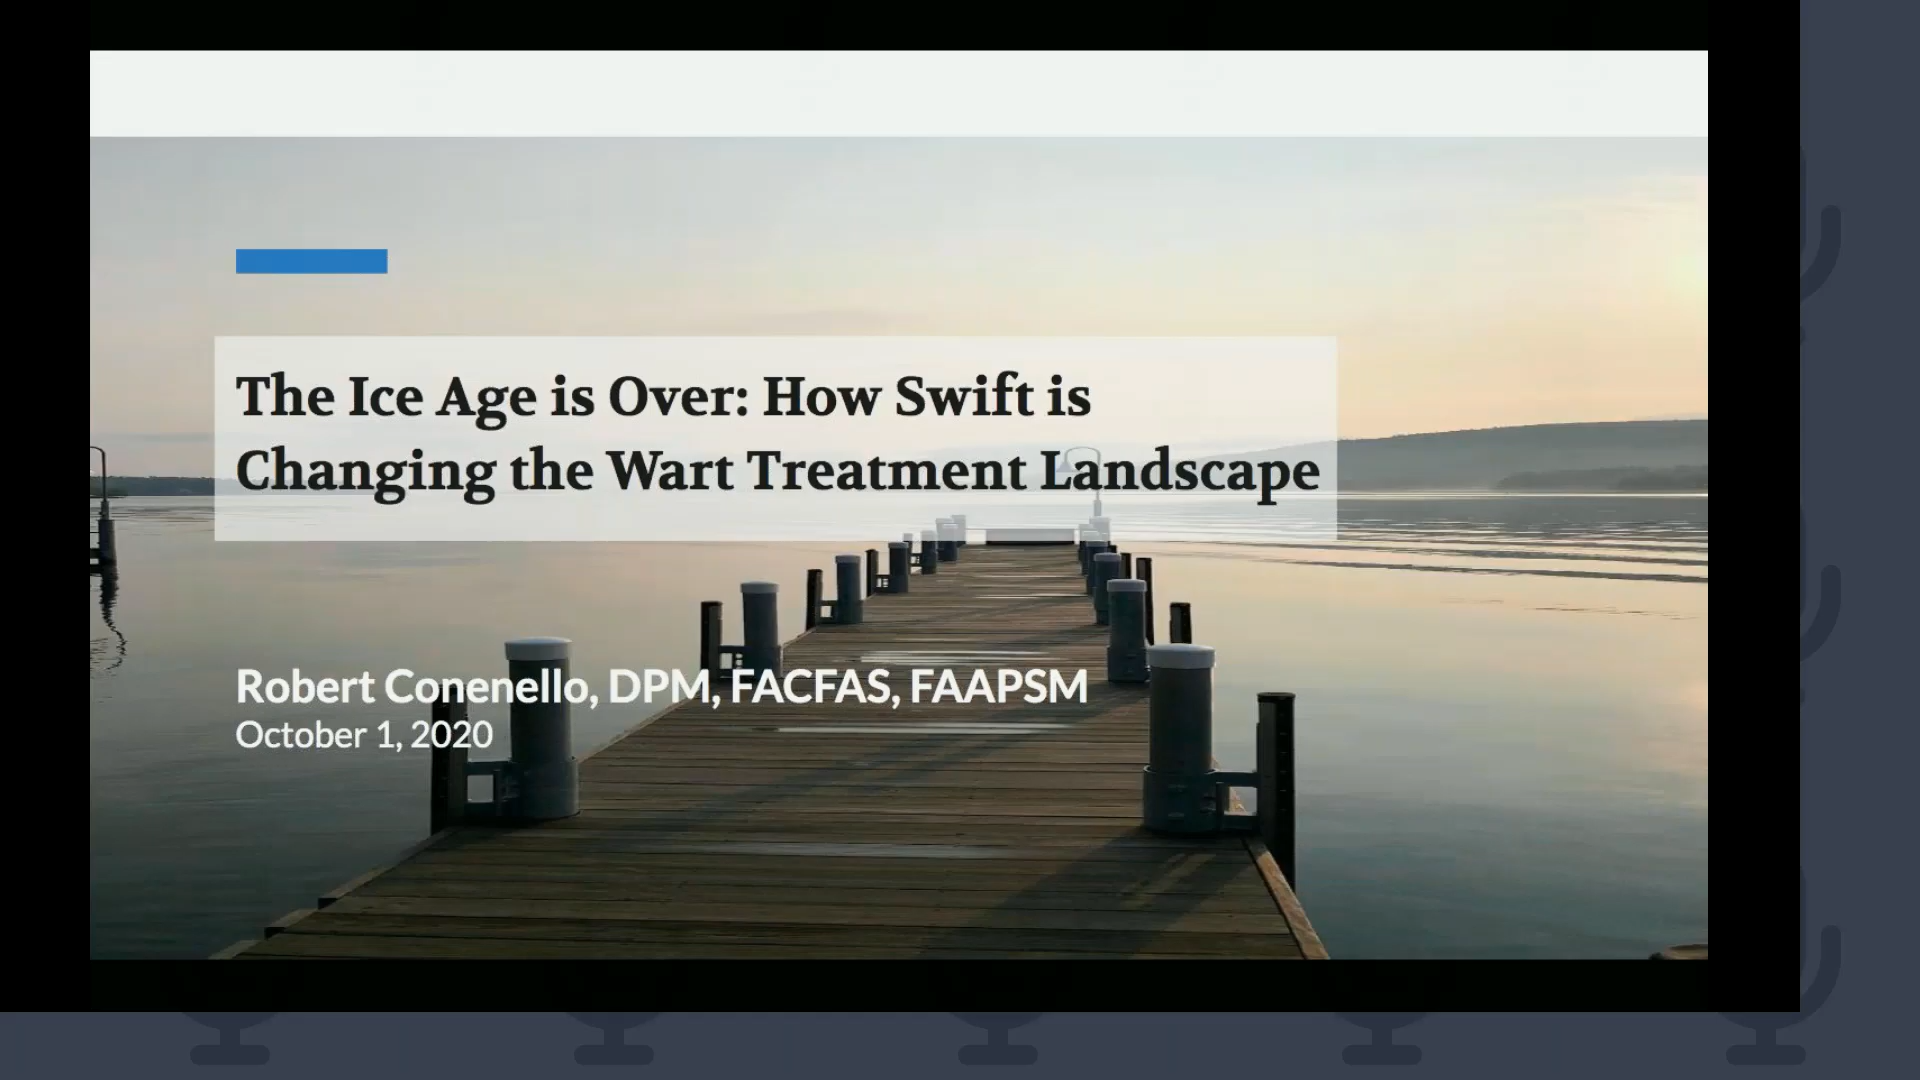 The Ice Age is Over: How Swift is
Changing the Wart Treatment Landscape
Robert Conenello, DPM, FACFAS, FAAPSM
October 1, 2020